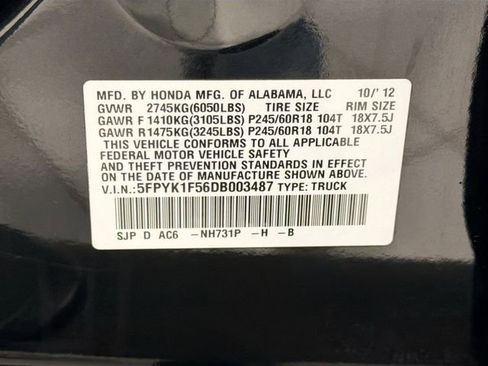 MFD. BY HONDA MFG. OF ALABAMA, LLC 10/'12
GVWR 2745KG(6050LBS) TIRE SIZE RIM SIZE
GAWR F 1410KG(3105LBS) P245/60R18 104T 18X7.5J
GAWR R1475KG(3245LBS) P245/60R18 104T 18X7.5J
THIS VEHICLE CONFORMS TO ALL APPLICABLE
FEDERAL MOTOR VEHICLE SAFETY
AND THEFT PREVENTION STANDARDS IN EFFECT
ON THE DATE OF MANUFACTURE SHOWN ABOVE.
V.I.N.:5FPYK1F56DB003487 TYPE: TRUCK
SJP D AC6 -NH731P -H -B